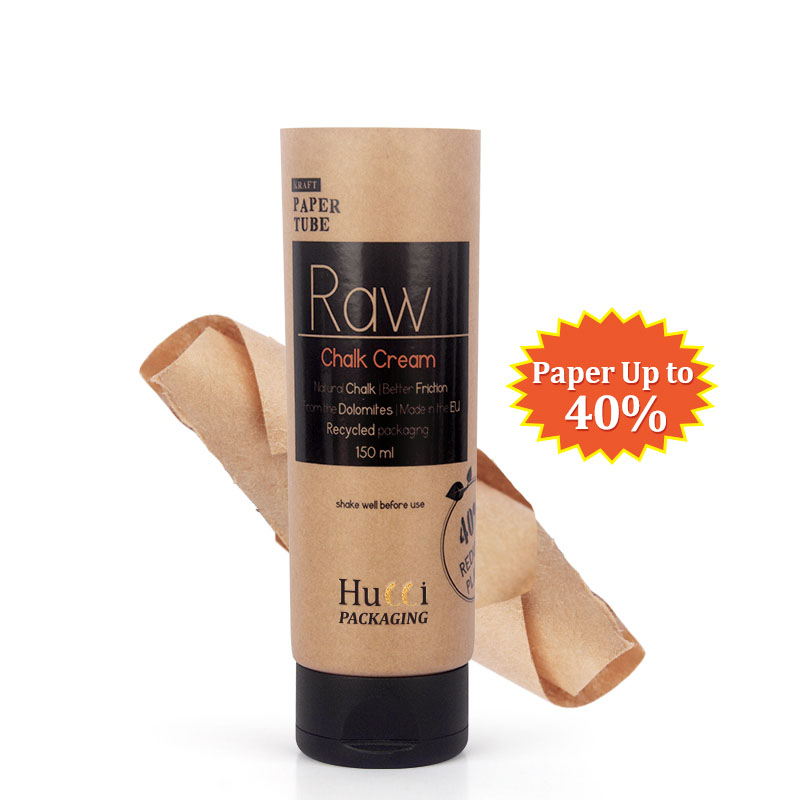 KRAFT
PAPER
TUBE
Raw
Chalk Cream
Natural Chalk | Better Friction
From the Dolomites | Made in the EU
Recycled packaging
150 ml
shake well before use
Hucci
PACKAGING
Paper Up to
40%